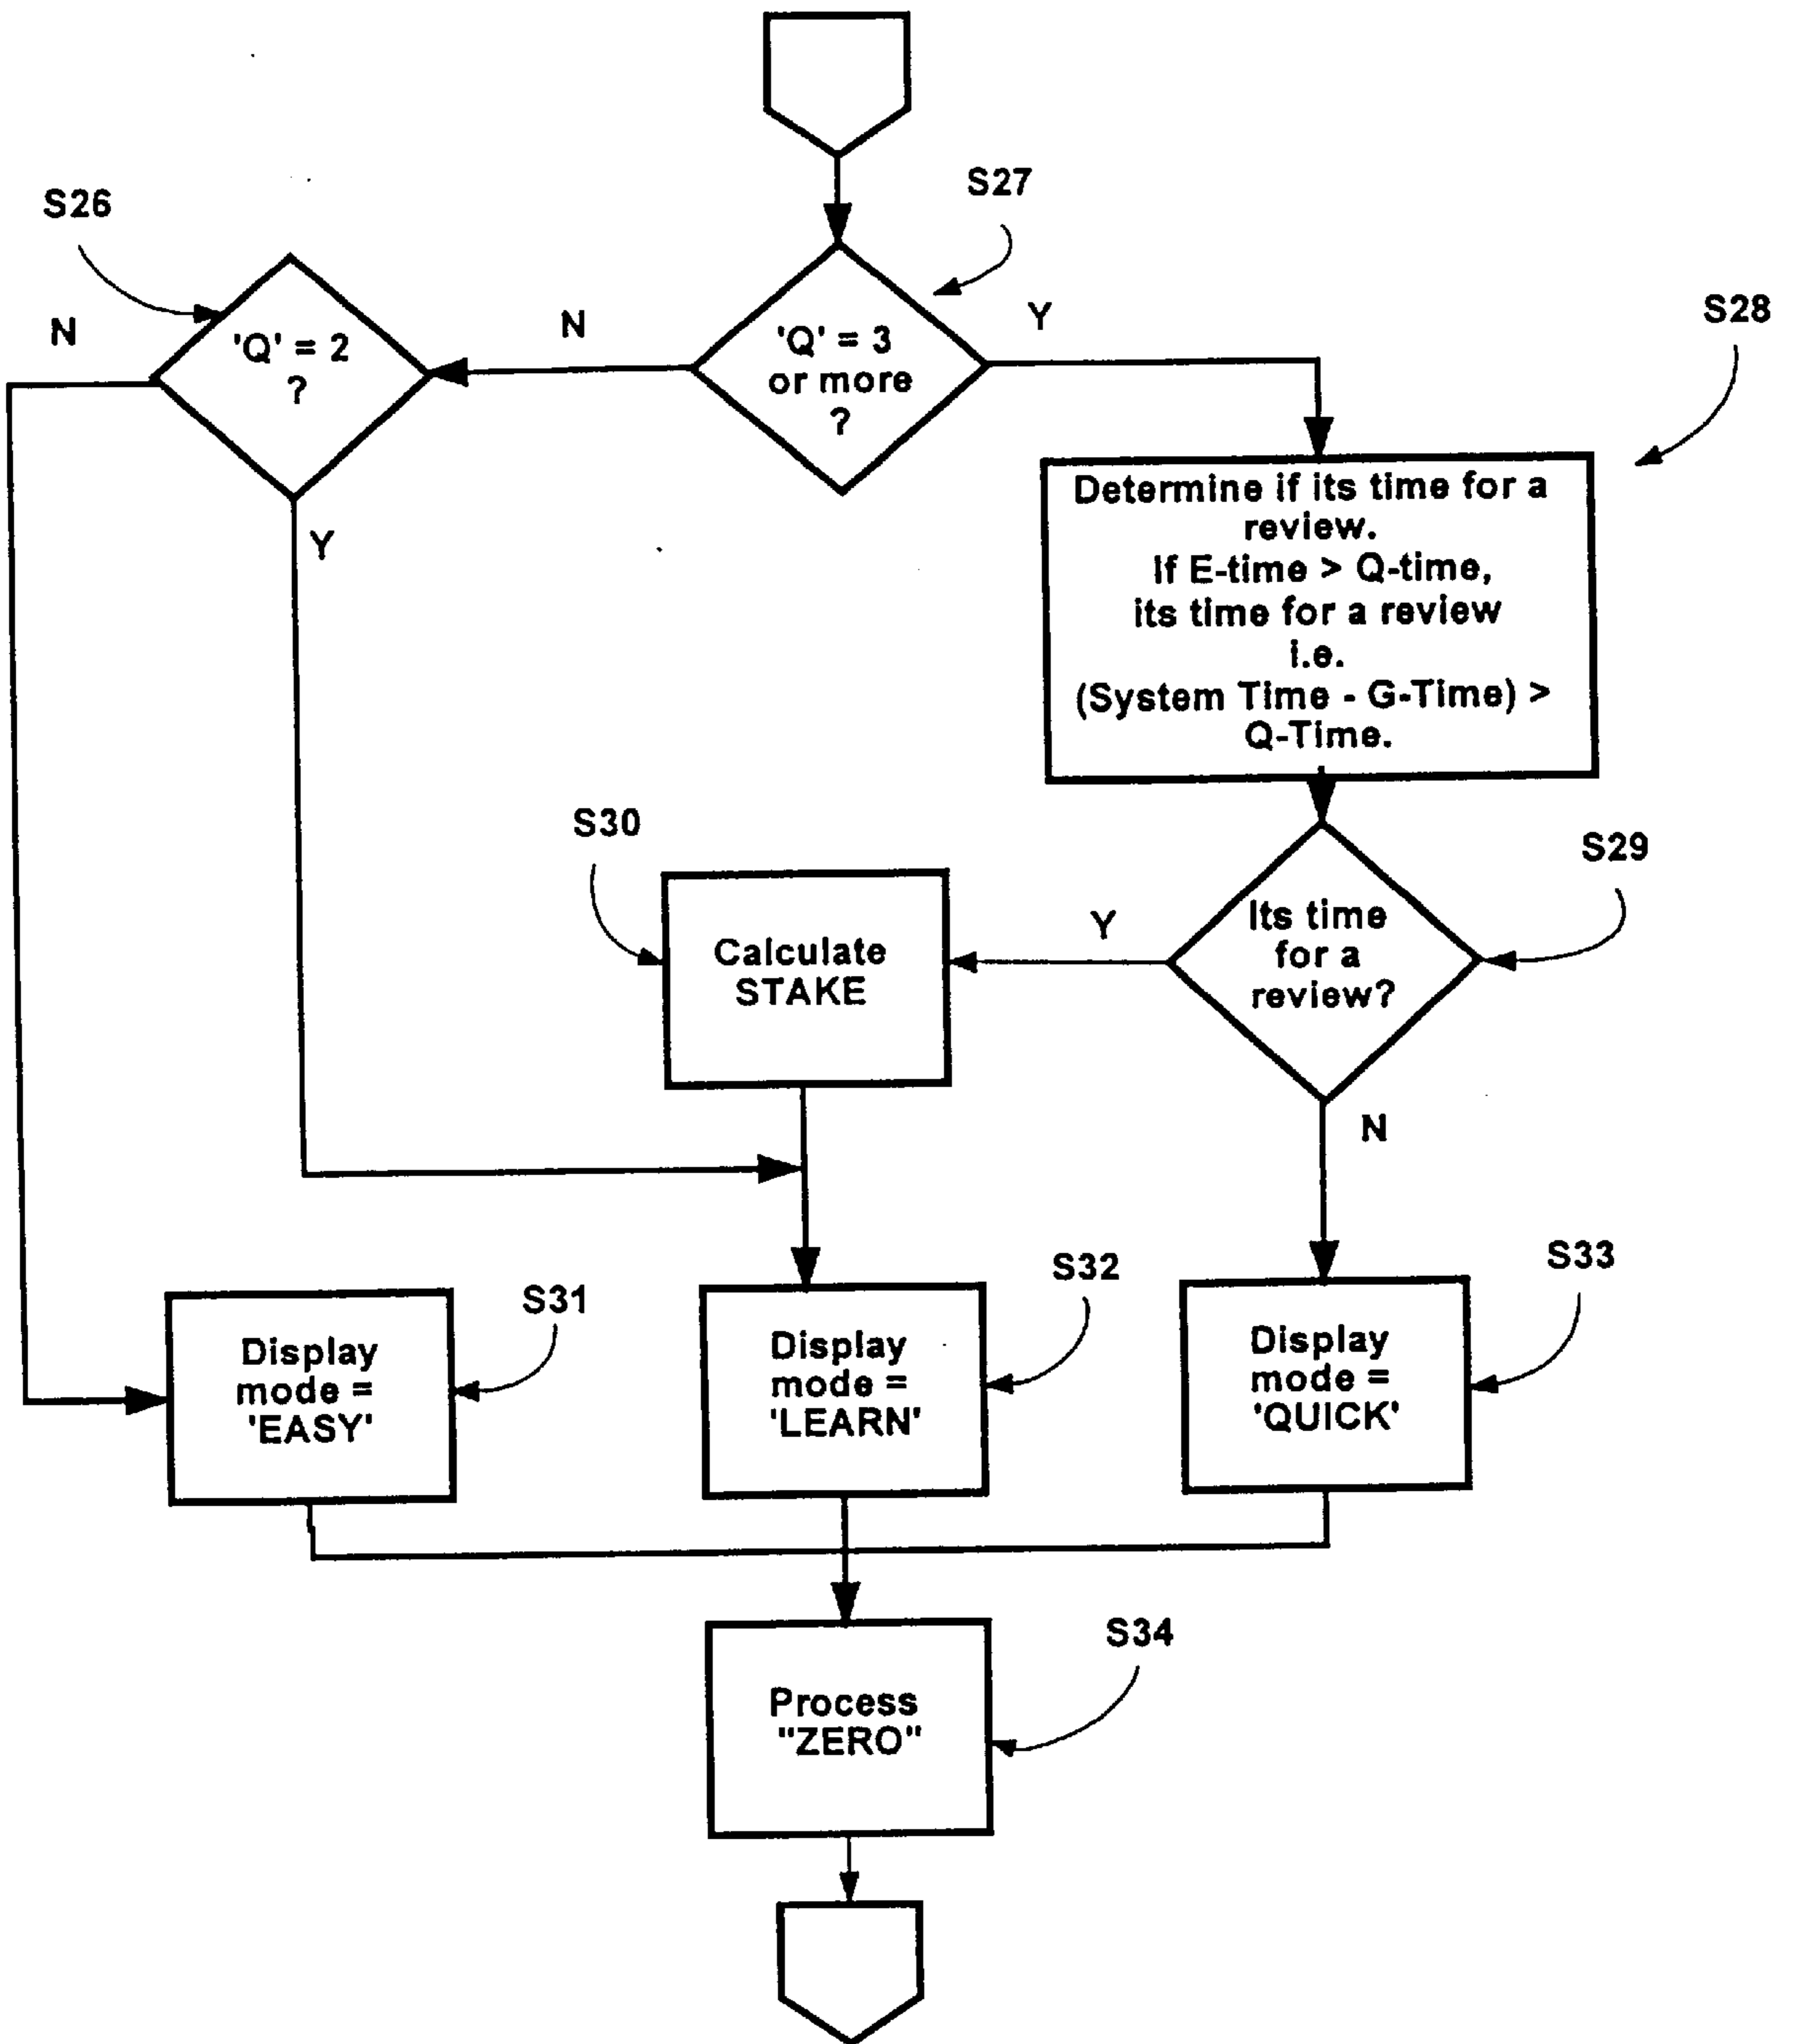 S27
S26
S28
N
N
Y
'Q' = 2
?
'Q' = 3
or more
?
Y
Determine if its time for a
review.
If E-time > Q-time,
its time for a review
i.e.
(System Time - G-Time) >
Q-Time.
S30
S29
Calculate
STAKE
Y
Its time
for a
review?
N
S31
S32
S33
Display
mode =
'EASY'
Display
mode =
'LEARN'
Display
mode =
'QUICK'
S34
Process
"ZERO"